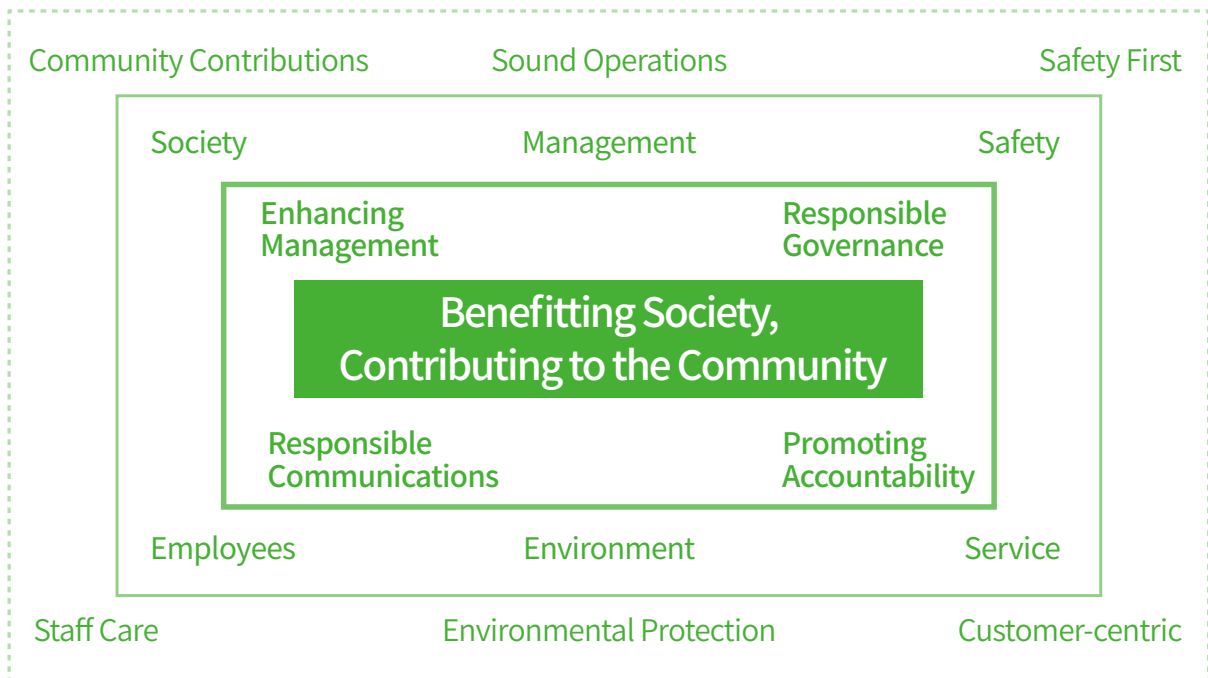 Community Contributions
Sound Operations
Safety First
Society
Management
Safety
Enhancing
Management
Responsible
Governance
Benefitting Society,
Contributing to the Community
Responsible
Communications
Promoting
Accountability
Employees
Environment
Service
Staff Care
Environmental Protection
Customer-centric